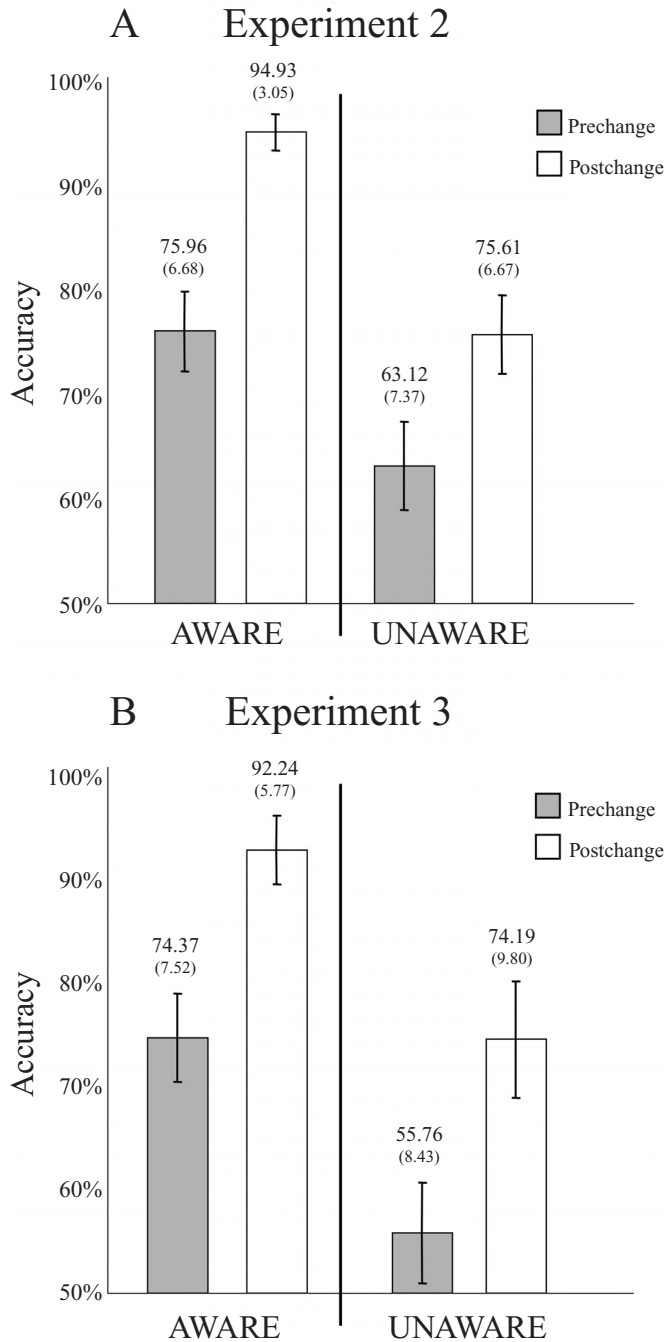 A Experiment 2
100%
90%
80%
70%
60%
50%
Accuracy
75.96
(6.68)
94.93
(3.05)
63.12
(7.37)
75.61
(6.67)
Prechange
Postchange
AWARE UNAWARE
B Experiment 3
100%
90%
80%
70%
60%
50%
Accuracy
74.37
(7.52)
92.24
(5.77)
55.76
(8.43)
74.19
(9.80)
Prechange
Postchange
AWARE UNAWARE